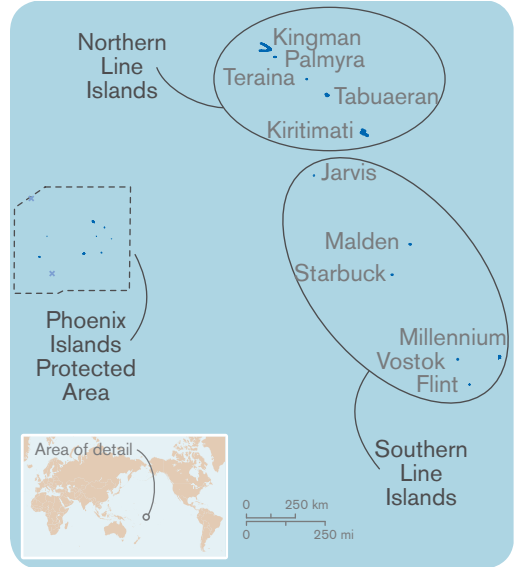 Northern
Line
Islands
Kingman
Palmyra
Teraina
Tabuaeran
Kiritimati
Jarvis
Malden
Starbuck
Millennium
Vostok
Flint
Phoenix
Islands
Protected
Area
Southern
Line
Islands
Area of detail
0 250 km
0 250 mi